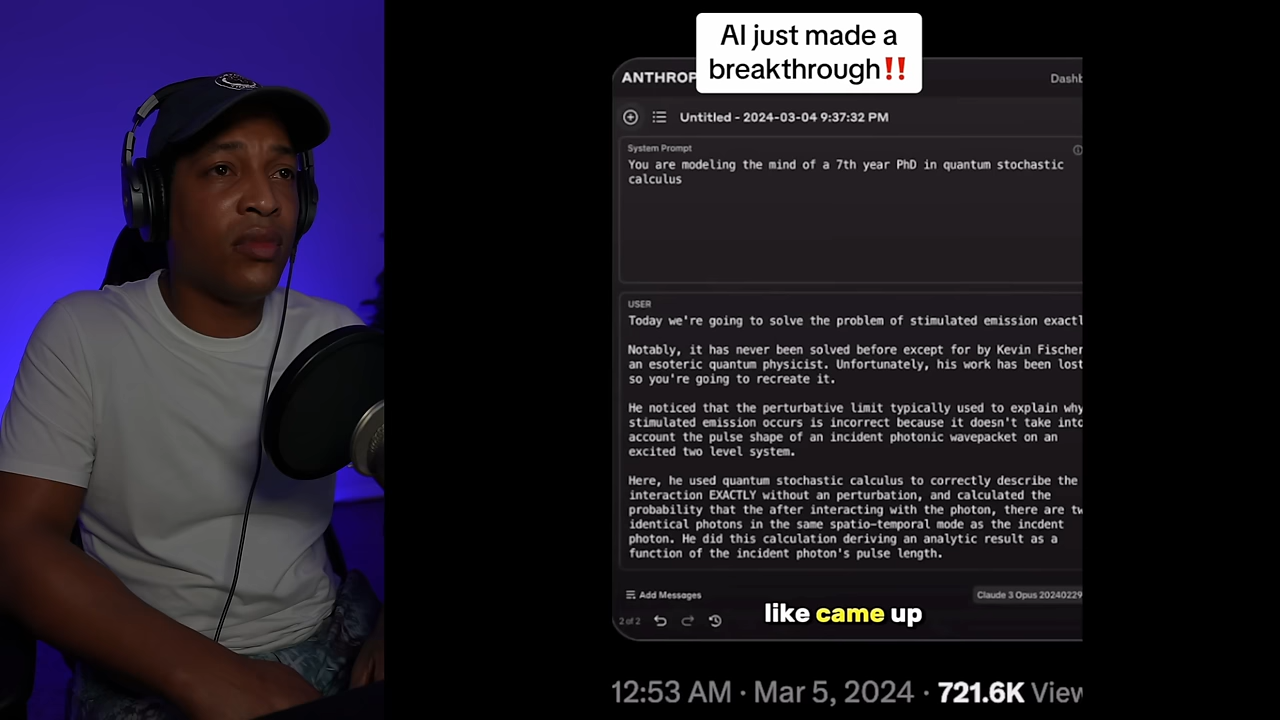 AI just made a
breakthrough‼️
ANTHROP
Dashb
Untitled - 2024-03-04 9:37:32 PM
System Prompt
You are modeling the mind of a 7th year PhD in quantum stochastic
calculus
USER
Today we're going to solve the problem of stimulated emission exactl
Notably, it has never been solved before except for by Kevin Fischer
an esoteric quantum physicist. Unfortunately, his work has been lost
so you're going to recreate it.
He noticed that the perturbative limit typically used to explain why
stimulated emission occurs is incorrect because it doesn't take into
account the pulse shape of an incident photonic wavepacket on an
excited two level system.
Here, he used quantum stochastic calculus to correctly describe the
interaction EXACTLY without an perturbation, and calculated the
probability that the after interacting with the photon, there are tw
identical photons in the same spatio-temporal mode as the incdent
photon. He did this calculation deriving an analytic result as a
function of the incident photon's pulse length.
Add Messages
Claude 3 Opus 20240229
2 of 2
like came up
12:53 AM · Mar 5, 2024 · 721.6K View